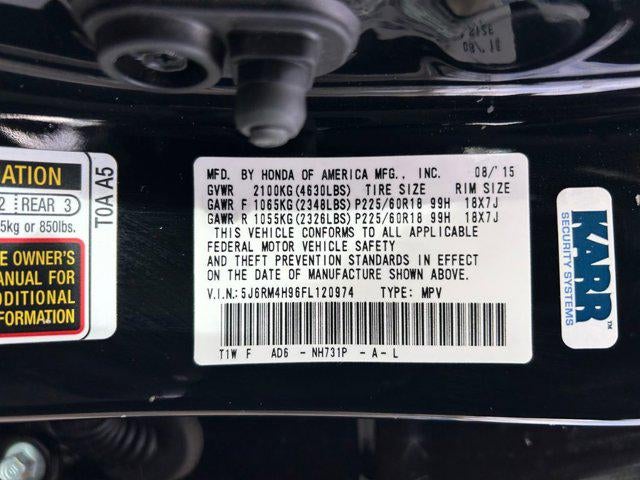 ATION
2 REAR 3
5kg or 850lbs.
E OWNER'S
MANUAL FOR
ADDITIONAL
FORMATION
T0A A5
MFD. BY HONDA OF AMERICA MFG., INC. 08/'15
GVWR 2100KG(4630LBS) TIRE SIZE RIM SIZE
GAWR F 1065KG(2348LBS)P225/60R18 99H 18X7J
GAWR R 1055KG(2326LBS)P225/60R18 99H 18X7J
THIS VEHICLE CONFORMS TO ALL APPLICABLE
FEDERAL MOTOR VEHICLE SAFETY
AND THEFT PREVENTION STANDARDS IN EFFECT
ON THE DATE OF MANUFACTURE SHOWN ABOVE.
V.I.N:5J6RM4H96FL120974 TYPE: MPV
T1W F AD6 - NH731P - A - L
KARR
SECURITY SYSTEMS